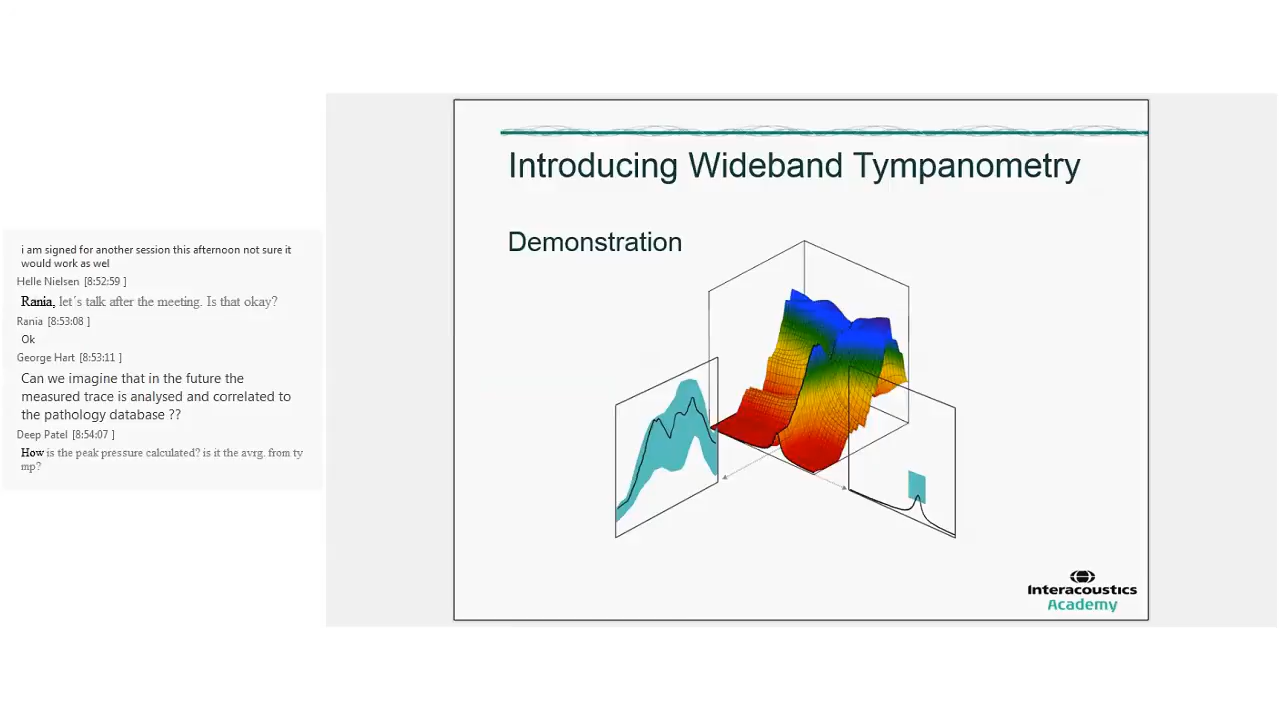 i am signed for another session this afternoon not sure it
would work as wel
Helle Nielsen [8:52:59 ]
Rania, let´s talk after the meeting. Is that okay?
Rania [8:53:08 ]
Ok
George Hart [8:53:11 ]
Can we imagine that in the future the
measured trace is analysed and correlated to
the pathology database ??
Deep Patel [8:54:07 ]
How is the peak pressure calculated? is it the avrg. from ty
mp?
Introducing Wideband Tympanometry
Demonstration
Interacoustics
Academy